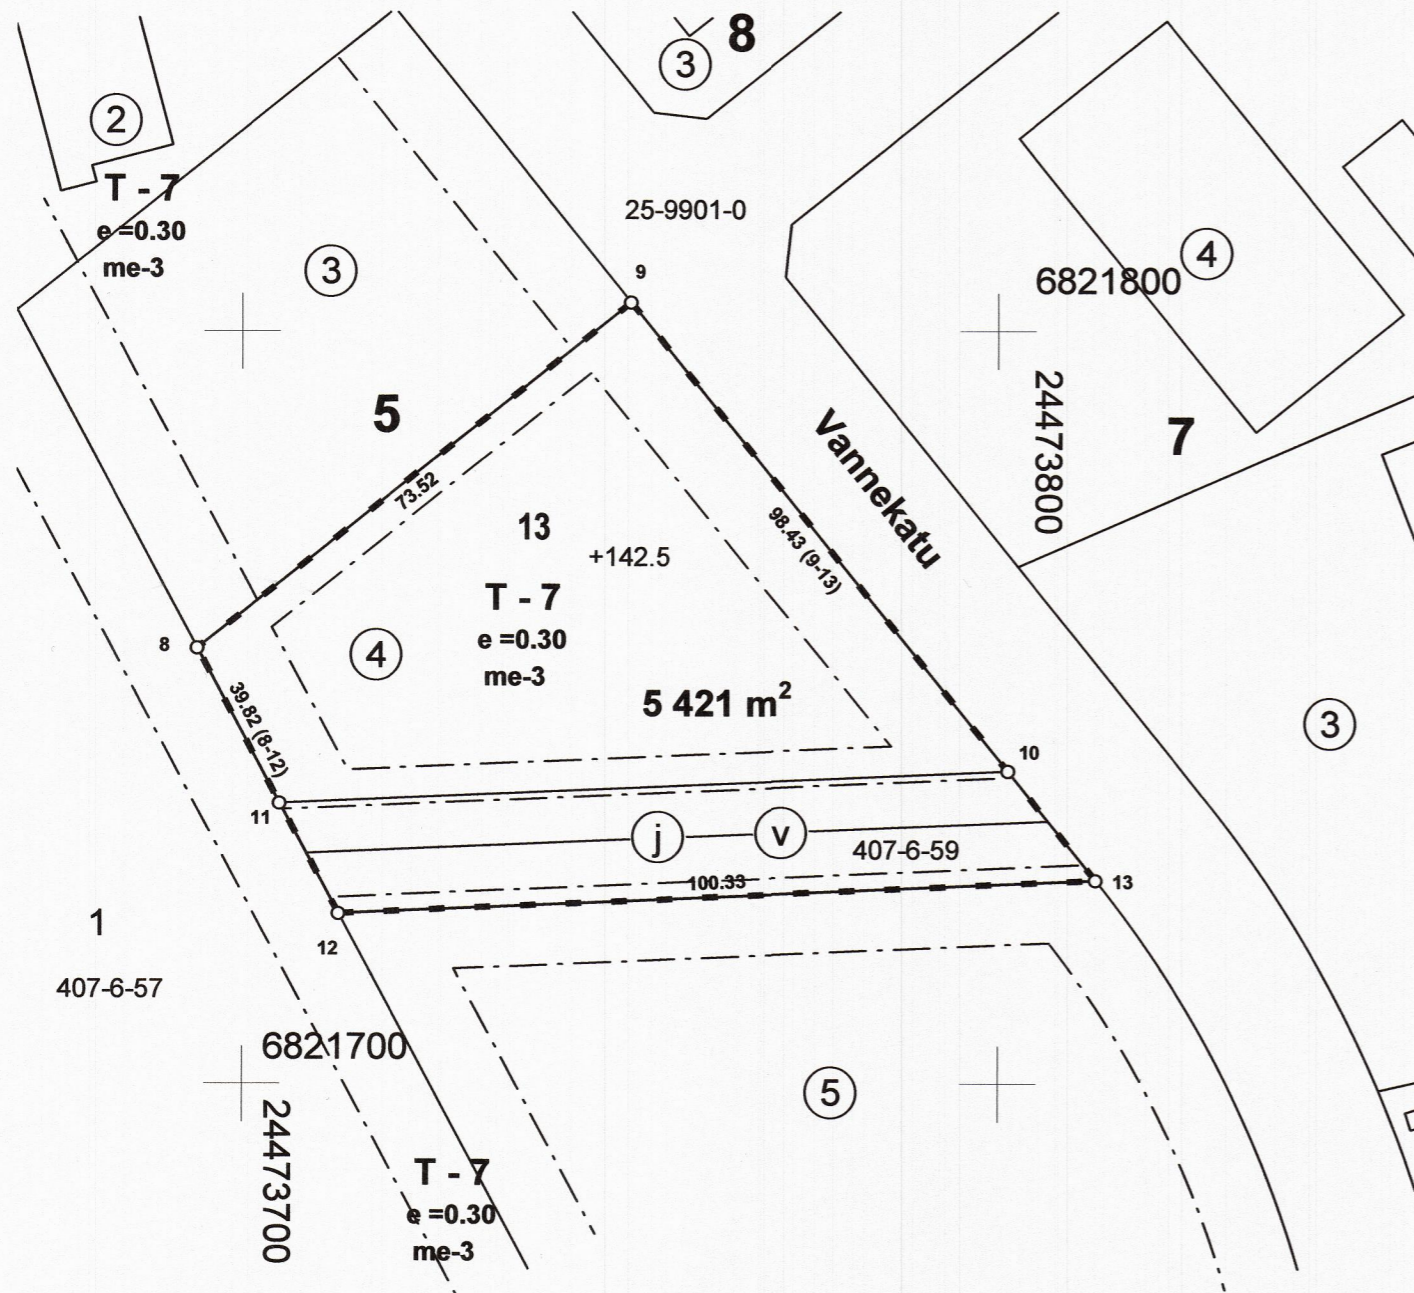 8
3
2
T - 7
e =0.30
me-3
25-9901-0
3
9
4
6821800
24473800
5
7
Vannekatu
73.52
98.43 (9-13)
13
+142.5
T - 7
e =0.30
me-3
4
8
39.82 (8-12)
5 421 m²
3
10
11
j
v
407-6-59
100.33
13
12
1
407-6-57
6821700
24473700
5
T - 7
e =0.30
me-3